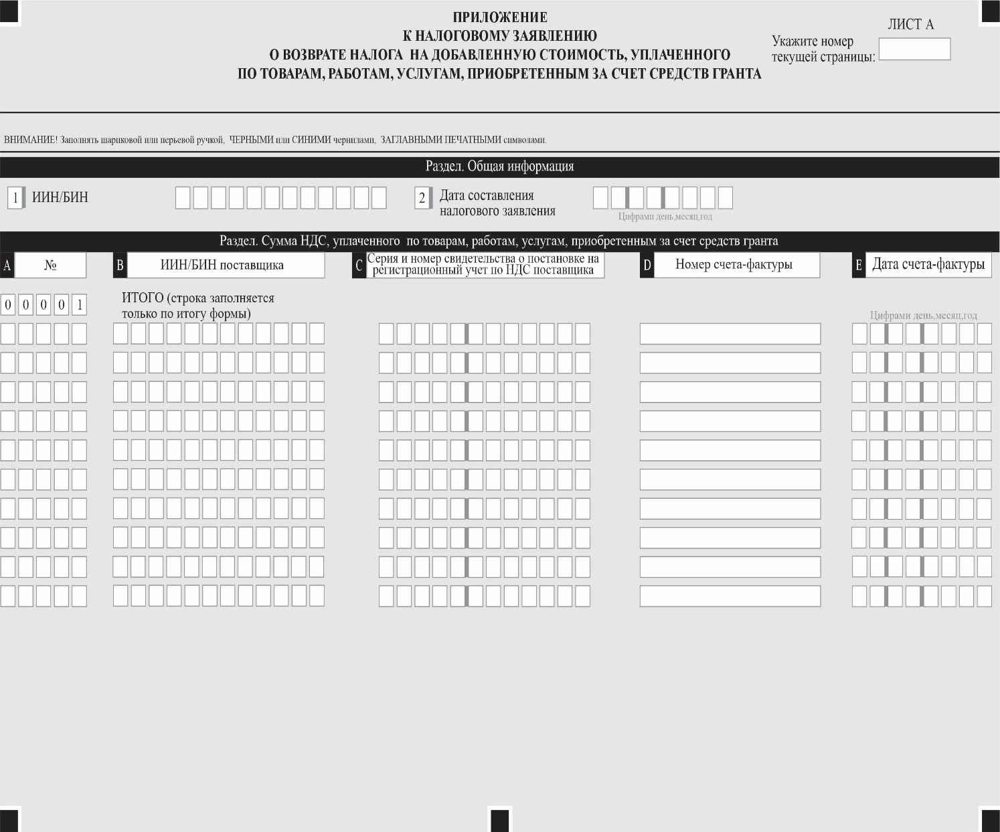 ПРИЛОЖЕНИЕ
К НАЛОГОВОМУ ЗАЯВЛЕНИЮ
О ВОЗВРАТЕ НАЛОГА НА ДОБАВЛЕННУЮ СТОИМОСТЬ, УПЛАЧЕННОГО
ПО ТОВАРАМ, РАБОТАМ, УСЛУГАМ, ПРИОБРЕТЕННЫМ ЗА СЧЕТ СРЕДСТВ ГРАНТА
ЛИСТ А
Укажите номер
текущей страницы:
ВНИМАНИЕ! Заполнять шариковой или перьевой ручкой, ЧЕРНЫМИ или СИНИМИ чернилами, ЗАГЛАВНЫМИ ПЕЧАТНЫМИ символами.
Раздел. Общая информация
1 ИИН/БИН
2 Дата составления
налогового заявления
Цифрами день,месяц,год
Раздел. Сумма НДС, уплаченного по товарам, работам, услугам, приобретенным за счет средств гранта
A №
B ИИН/БИН поставщика
C Серия и номер свидетельства о постановке на
регистрационный учет по НДС поставщика
D Номер счета-фактуры
E Дата счета-фактуры
0 0 0 0 1
ИТОГО (строка заполняется
только по итогу формы)
Цифрами день,месяц,год